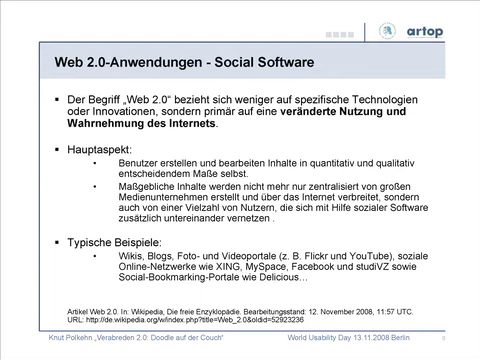 artop
Web 2.0-Anwendungen - Social Software
▪ Der Begriff „Web 2.0“ bezieht sich weniger auf spezifische Technologien
oder Innovationen, sondern primär auf eine veränderte Nutzung und
Wahrnehmung des Internets.
▪ Hauptaspekt:
• Benutzer erstellen und bearbeiten Inhalte in quantitativ und qualitativ
entscheidendem Maße selbst.
• Maßgebliche Inhalte werden nicht mehr nur zentralisiert von großen
Medienunternehmen erstellt und über das Internet verbreitet, sondern
auch von einer Vielzahl von Nutzern, die sich mit Hilfe sozialer Software
zusätzlich untereinander vernetzen .
▪ Typische Beispiele:
• Wikis, Blogs, Foto- und Videoportale (z. B. Flickr und YouTube), soziale
Online-Netzwerke wie XING, MySpace, Facebook und studiVZ sowie
Social-Bookmarking-Portale wie Delicious…
Artikel Web 2.0. In: Wikipedia, Die freie Enzyklopädie. Bearbeitungsstand: 12. November 2008, 11:57 UTC.
URL: http://de.wikipedia.org/w/index.php?title=Web_2.0&oldid=52923236
Knut Polkehn „Verabreden 2.0: Doodle auf der Couch“ World Usability Day 13.11.2008 Berlin